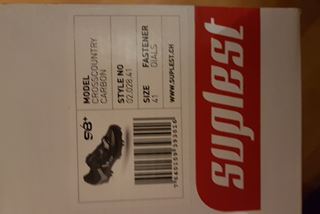 suplest
MODEL
CROSSCOUNTRY
CARBON
STYLE NO
02.028.41
FASTENER
DIALS
SIZE
41
WWW.SUPLEST.CH